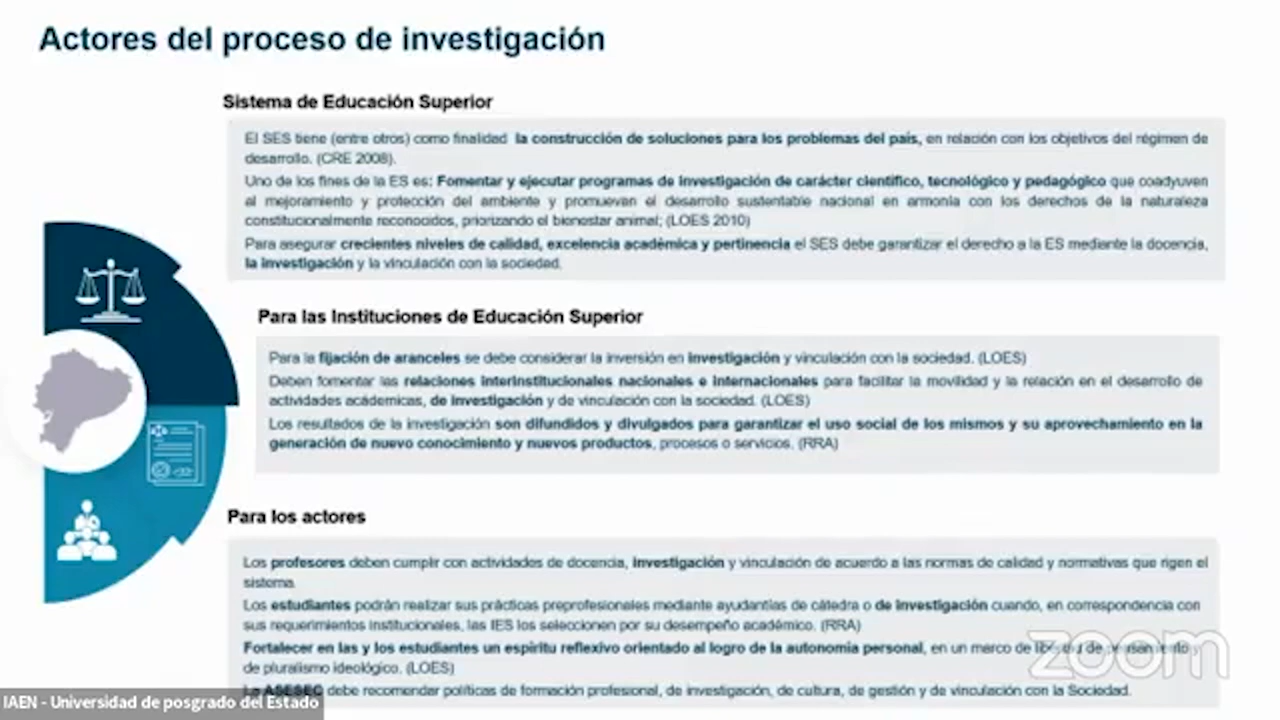 Actores del proceso de investigación
Sistema de Educación Superior
El SES tiene (entre otros) como finalidad la construcción de soluciones para los problemas del país, en relación con los objetivos del régimen de
desarrollo. (CRE 2008).
Uno de los fines de la ES es: Fomentar y ejecutar programas de investigación de carácter científico, tecnológico y pedagógico que coadyuven
al mejoramiento y protección del ambiente y promuevan el desarrollo sustentable nacional en armonía con los derechos de la naturaleza
constitucionalmente reconocidos, priorizando el bienestar animal; (LOES 2010)
Para asegurar crecientes niveles de calidad, excelencia académica y pertinencia el SES debe garantizar el derecho a la ES mediante la docencia,
la investigación y la vinculación con la sociedad.
Para las Instituciones de Educación Superior
Para la fijación de aranceles se debe considerar la inversión en investigación y vinculación con la sociedad. (LOES)
Deben fomentar las relaciones interinstitucionales nacionales e internacionales para facilitar la movilidad y la relación en el desarrollo de
actividades académicas, de investigación y de vinculación con la sociedad. (LOES)
Los resultados de la investigación son difundidos y divulgados para garantizar el uso social de los mismos y su aprovechamiento en la
generación de nuevo conocimiento y nuevos productos, procesos o servicios. (RRA)
Para los actores
Los profesores deben cumplir con actividades de docencia, investigación y vinculación de acuerdo a las normas de calidad y normativas que rigen el
sistema.
Los estudiantes podrán realizar sus prácticas preprofesionales mediante ayudantías de cátedra o de investigación cuando, en correspondencia con
sus requerimientos institucionales, las IES los seleccionen por su desempeño académico. (RRA)
Fortalecer en las y los estudiantes un espíritu reflexivo orientado al logro de la autonomía personal, en un marco de libertad de pensamiento y
de pluralismo ideológico. (LOES)
La ASESEC debe recomendar políticas de formación profesional, de investigación, de cultura, de gestión y de vinculación con la Sociedad.
zoom
IAEN - Universidad de posgrado del Estado